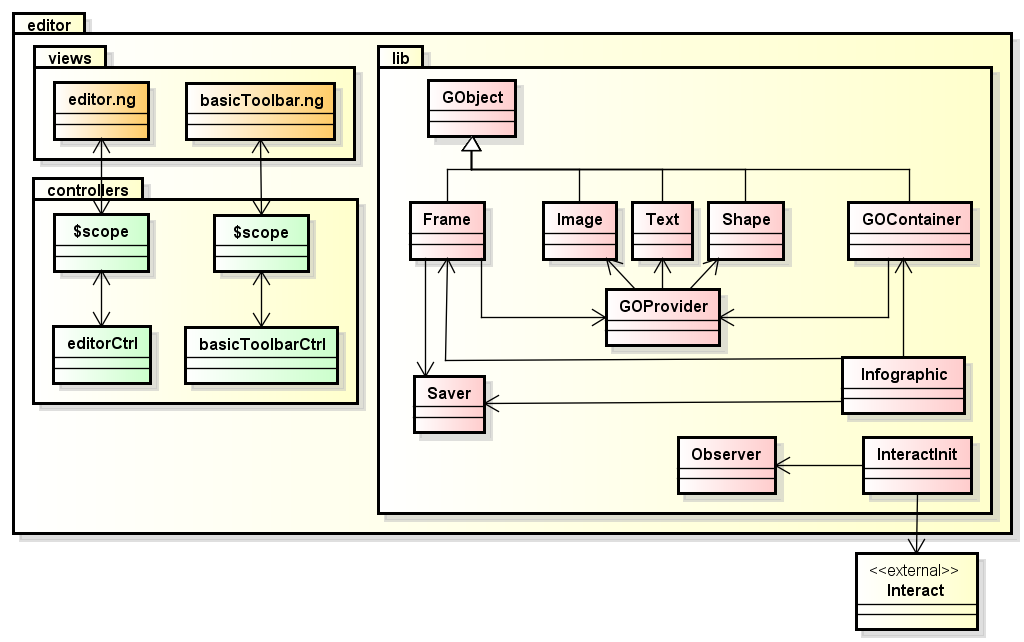 editor
views
editor.ng
basicToolbar.ng
controllers
$scope
$scope
editorCtrl
basicToolbarCtrl
lib
GObject
Frame
Image
Text
Shape
GOContainer
GOProvider
Infographic
Saver
Observer
InteractInit
<<external>>
Interact